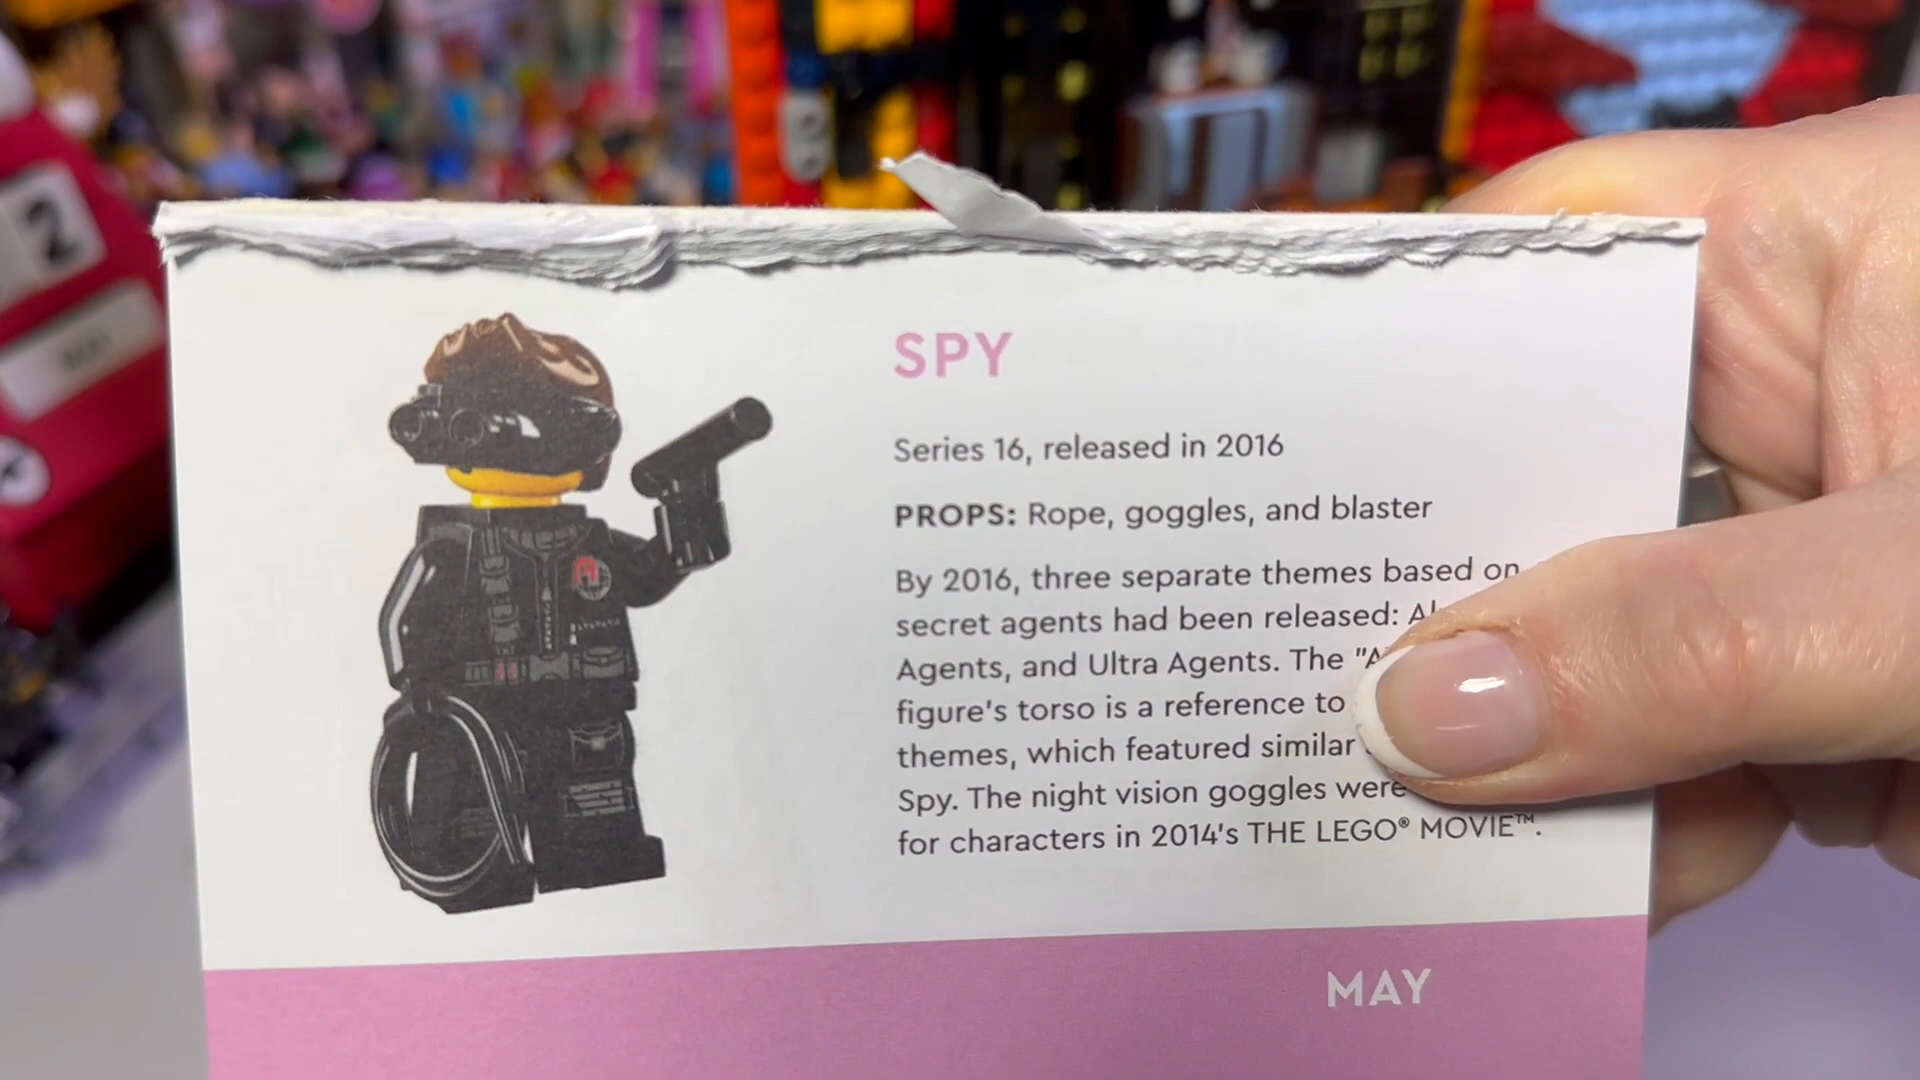 2
SPY
Series 16, released in 2016
PROPS: Rope, goggles, and blaster
By 2016, three separate themes based on
secret agents had been released:
Agents, and Ultra Agents. The
figure's torso is a reference to
themes, which featured similar
Spy. The night vision goggles were
for characters in 2014's THE LEGO® MOVIE™.
MAY